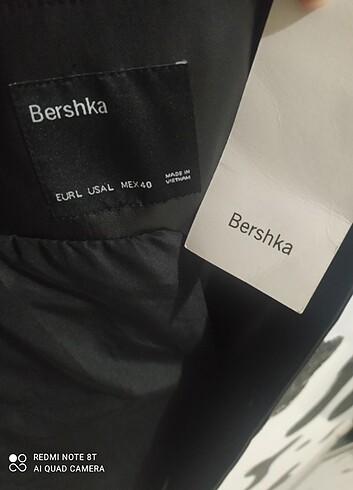 Bershka
EUR L USA L MEX 40
MADE IN
VIETNAM
Bershka
REDMI NOTE 8T
AI QUAD CAMERA